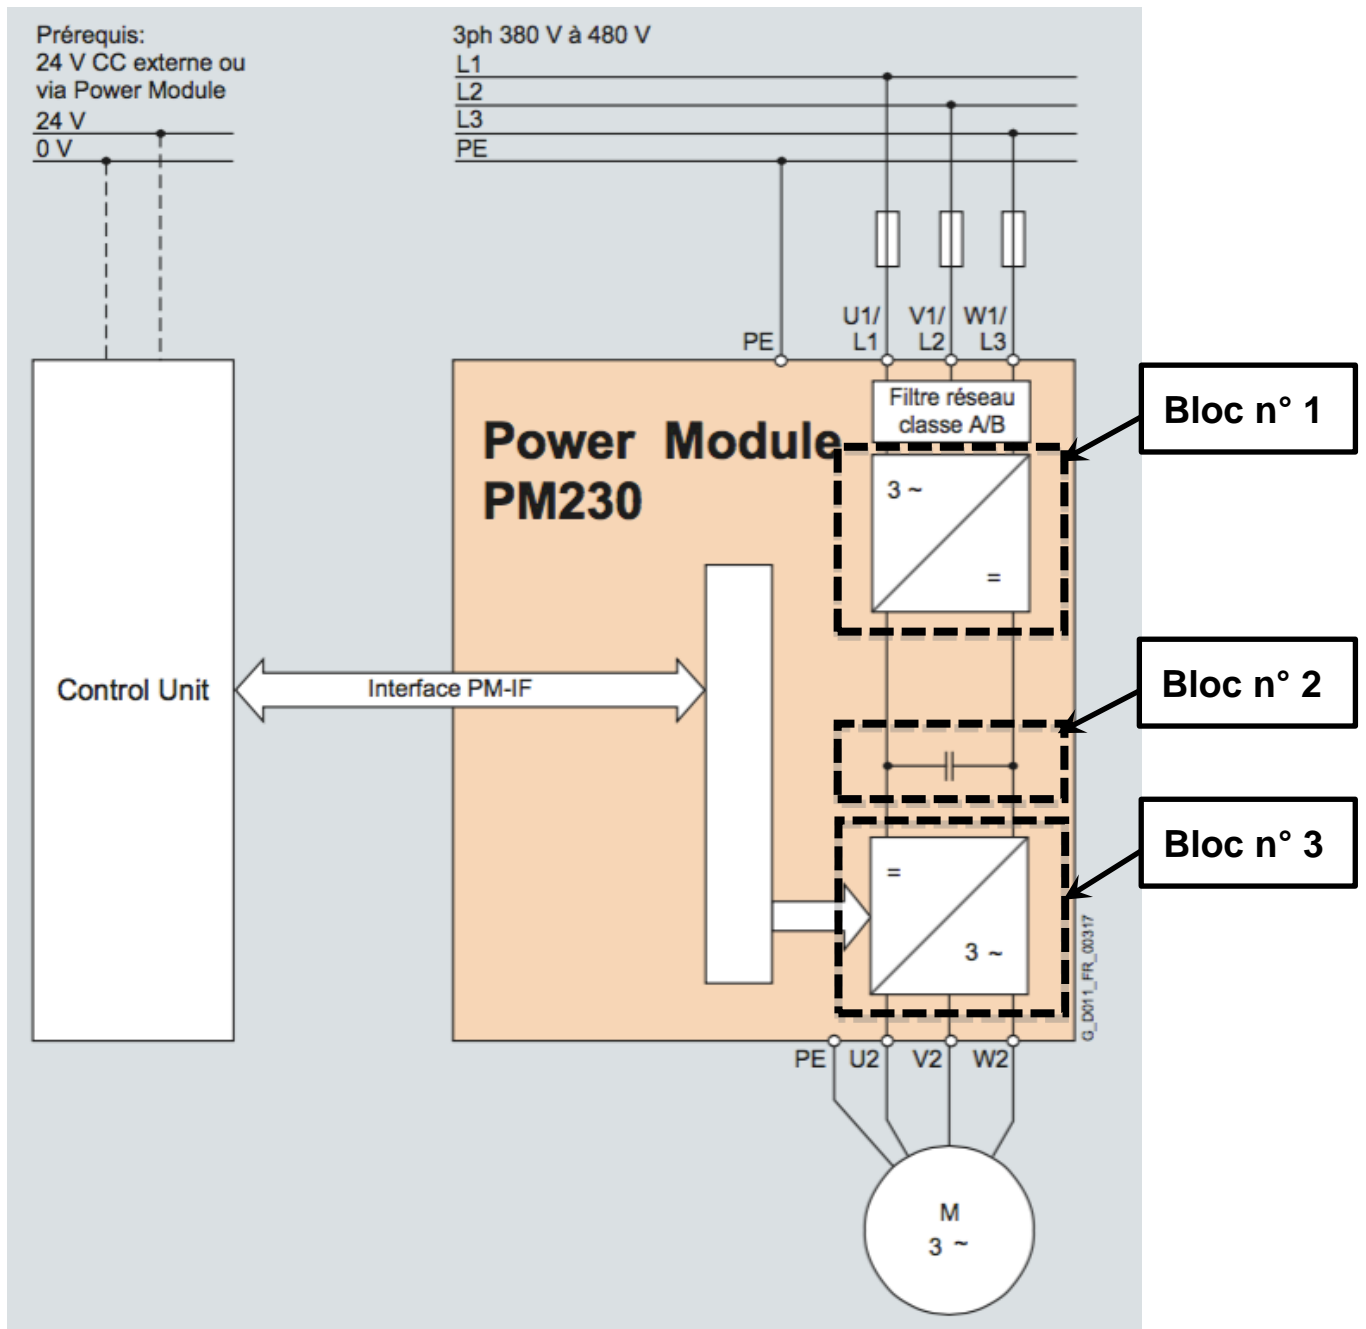 Prérequis:
24 V CC externe ou
via Power Module
24 V
0 V
3ph 380 V à 480 V
L1
L2
L3
PE
PE
U1/
L1
V1/
L2
W1/
L3
Filtre réseau
classe A/B
Power Module
PM230
3 ~
=
Bloc n° 1
Control Unit
Interface PM-IF
Bloc n° 2
Bloc n° 3
=
3 ~
G_D011_FR_00317
PE
U2
V2
W2
M
3 ~